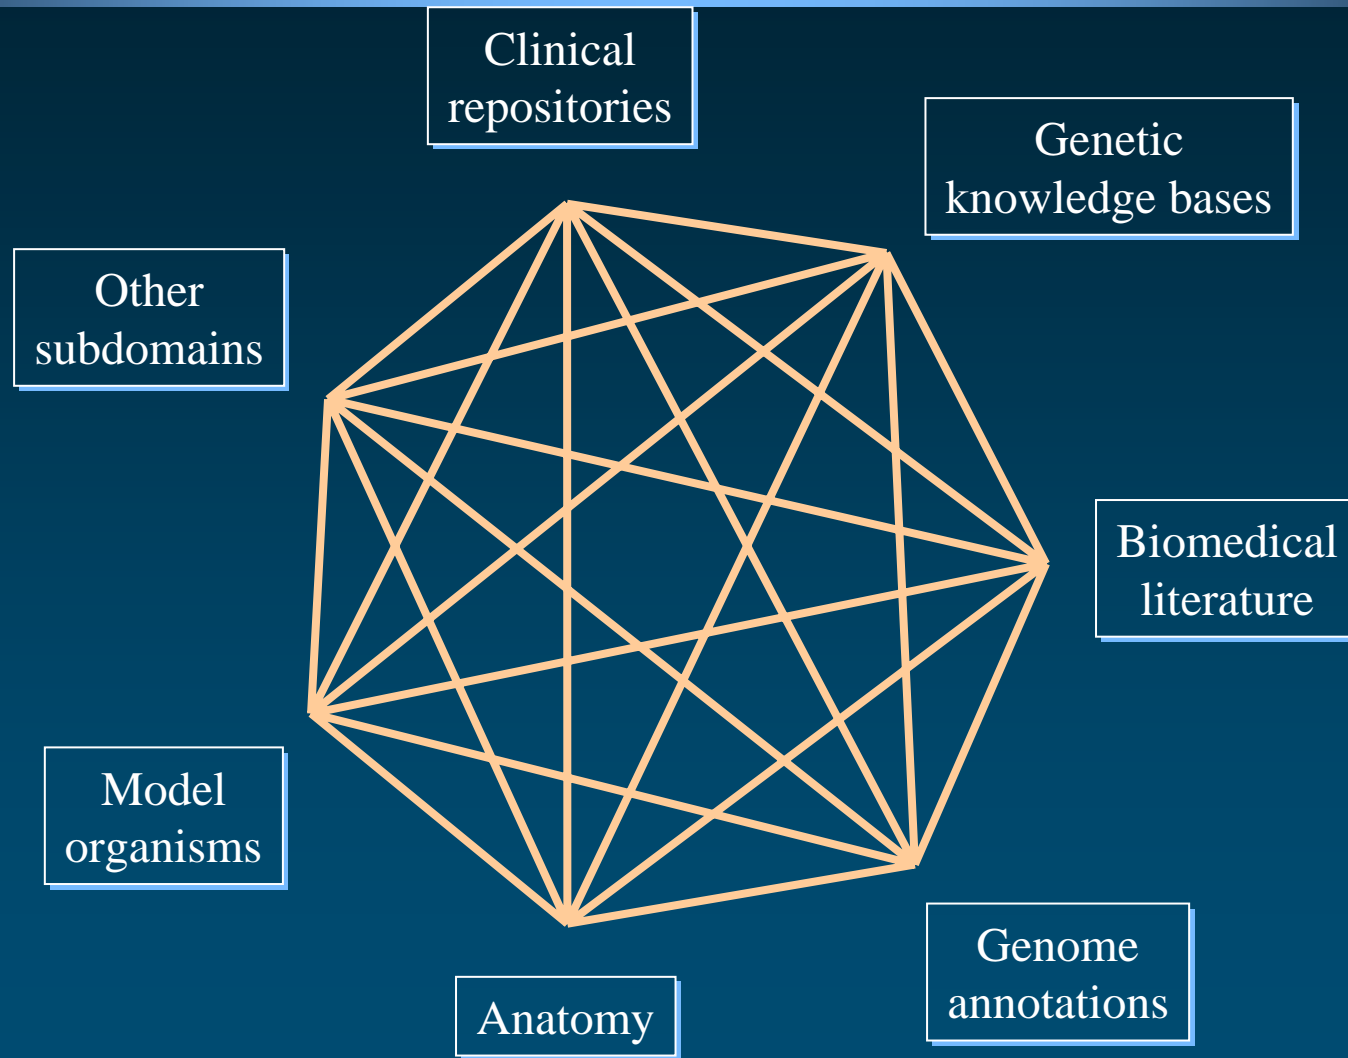 Clinical
repositories
Genetic
knowledge bases
Other
subdomains
Biomedical
literature
Model
organisms
Genome
annotations
Anatomy